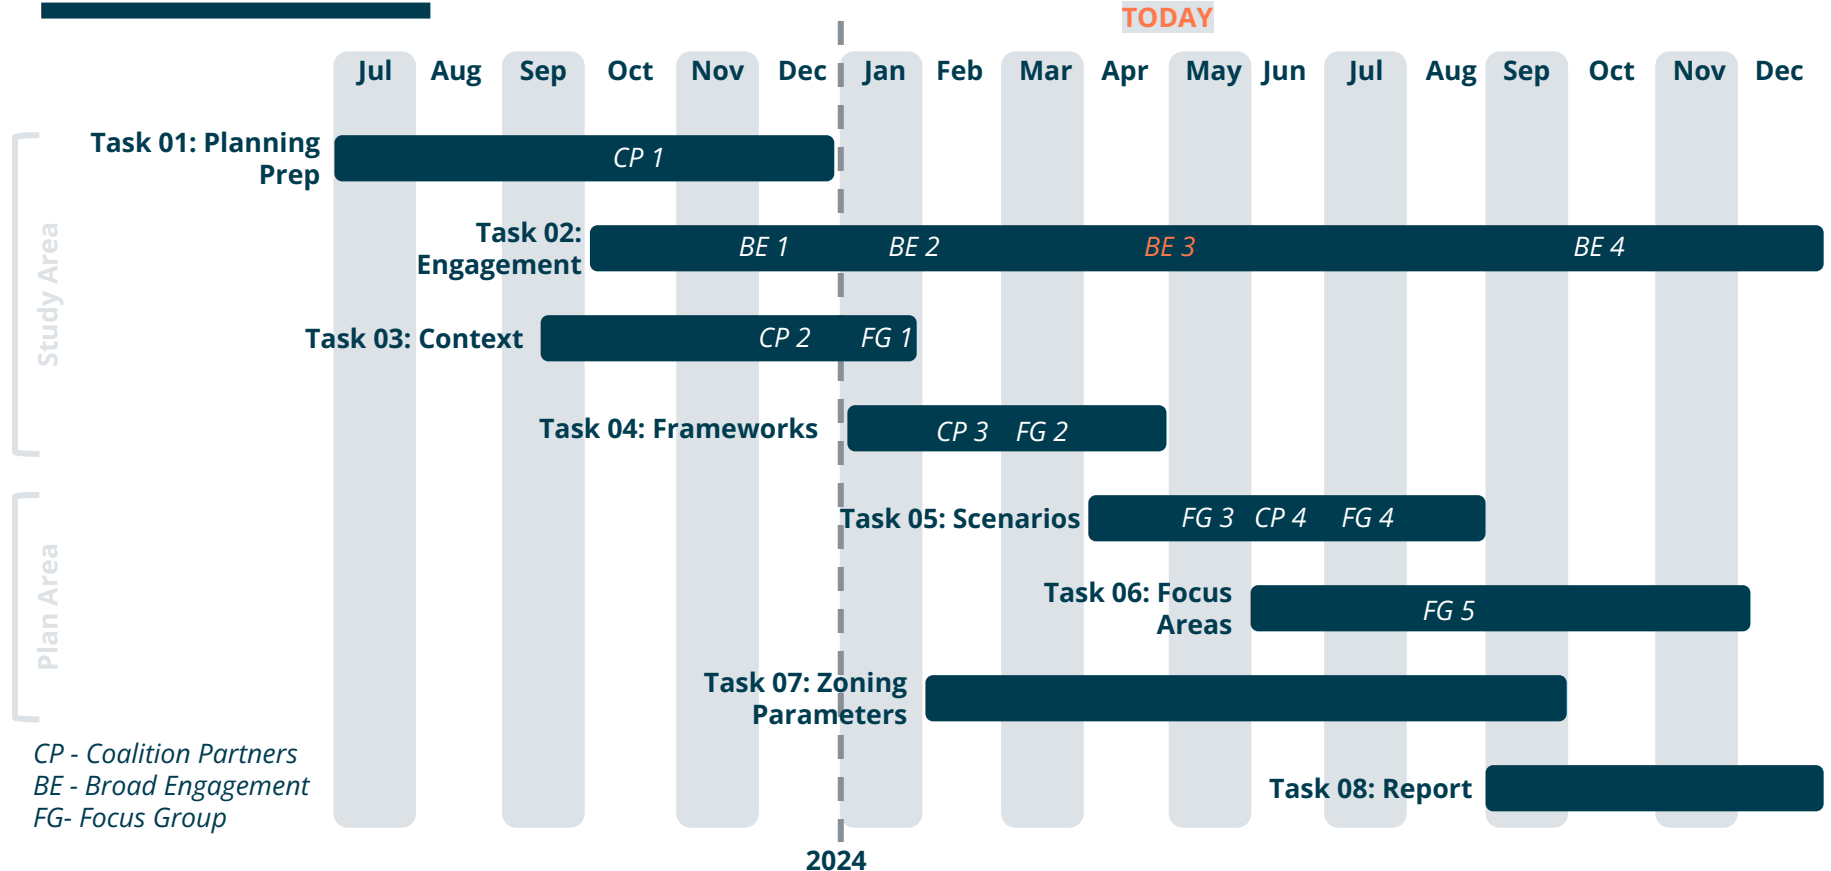 TODAY
Jul Aug Sep Oct Nov Dec Jan Feb Mar Apr May Jun Jul Aug Sep Oct Nov Dec
Study Area
Task 01: Planning
Prep
CP 1
Task 02:
Engagement
BE 1 BE 2 BE 3 BE 4
Task 03: Context
CP 2 FG 1
Task 04: Frameworks
CP 3 FG 2
Plan Area
Task 05: Scenarios
FG 3 CP 4 FG 4
Task 06: Focus
Areas
FG 5
Task 07: Zoning
Parameters
Task 08: Report
CP - Coalition Partners
BE - Broad Engagement
FG- Focus Group
2024